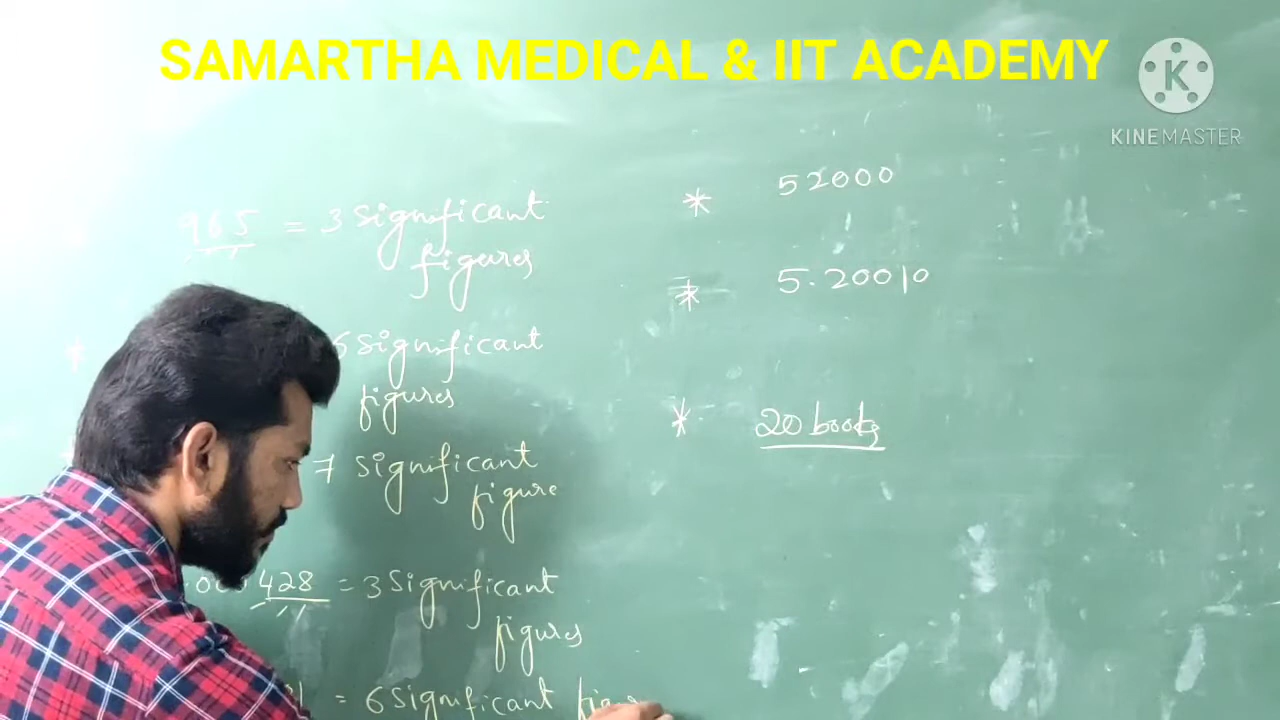 SAMARTHA MEDICAL & IIT ACADEMY
KINEMASTER
965 = 3 Significant
figures
* 6 Significant
figures
7 Significant
figure
428 = 3 Significant
figures
= 6 Significant
* 52000
* 5.20010
* 20 books